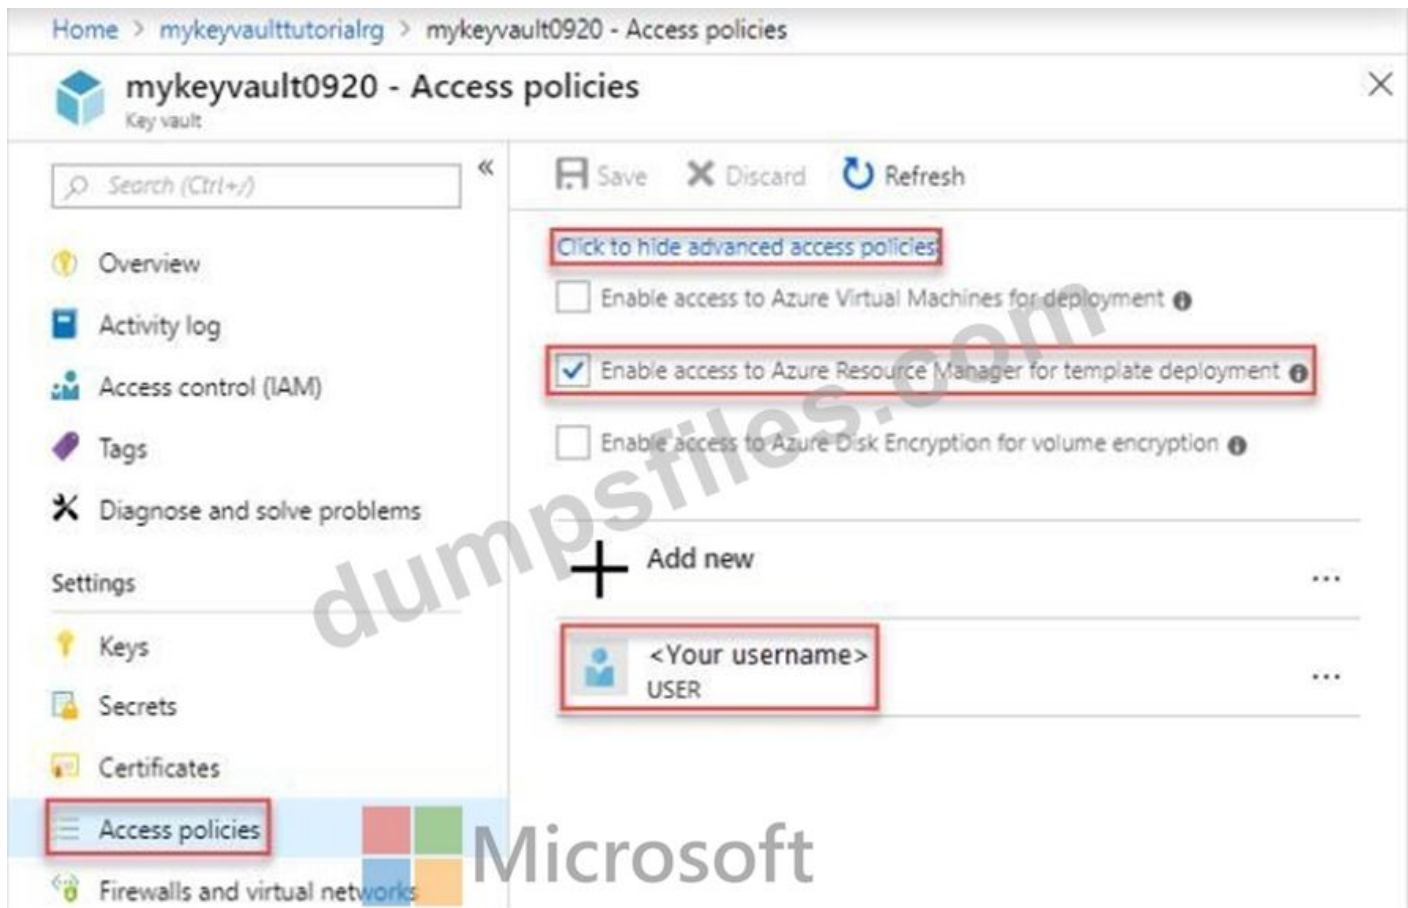 Home > mykeyvaulttutorialrg > mykeyvault0920 - Access policies
mykeyvault0920 - Access policies
Key vault
Search (Ctrl+/)
«
Save Discard Refresh
Overview
Activity log
Access control (IAM)
Tags
Diagnose and solve problems
Settings
Keys
Secrets
Certificates
Access policies
Firewalls and virtual networks
Click to hide advanced access policies
Enable access to Azure Virtual Machines for deployment
Enable access to Azure Resource Manager for template deployment
Enable access to Azure Disk Encryption for volume encryption
Add new
...
<Your username>
USER
...
dumpsfiles.com
Microsoft